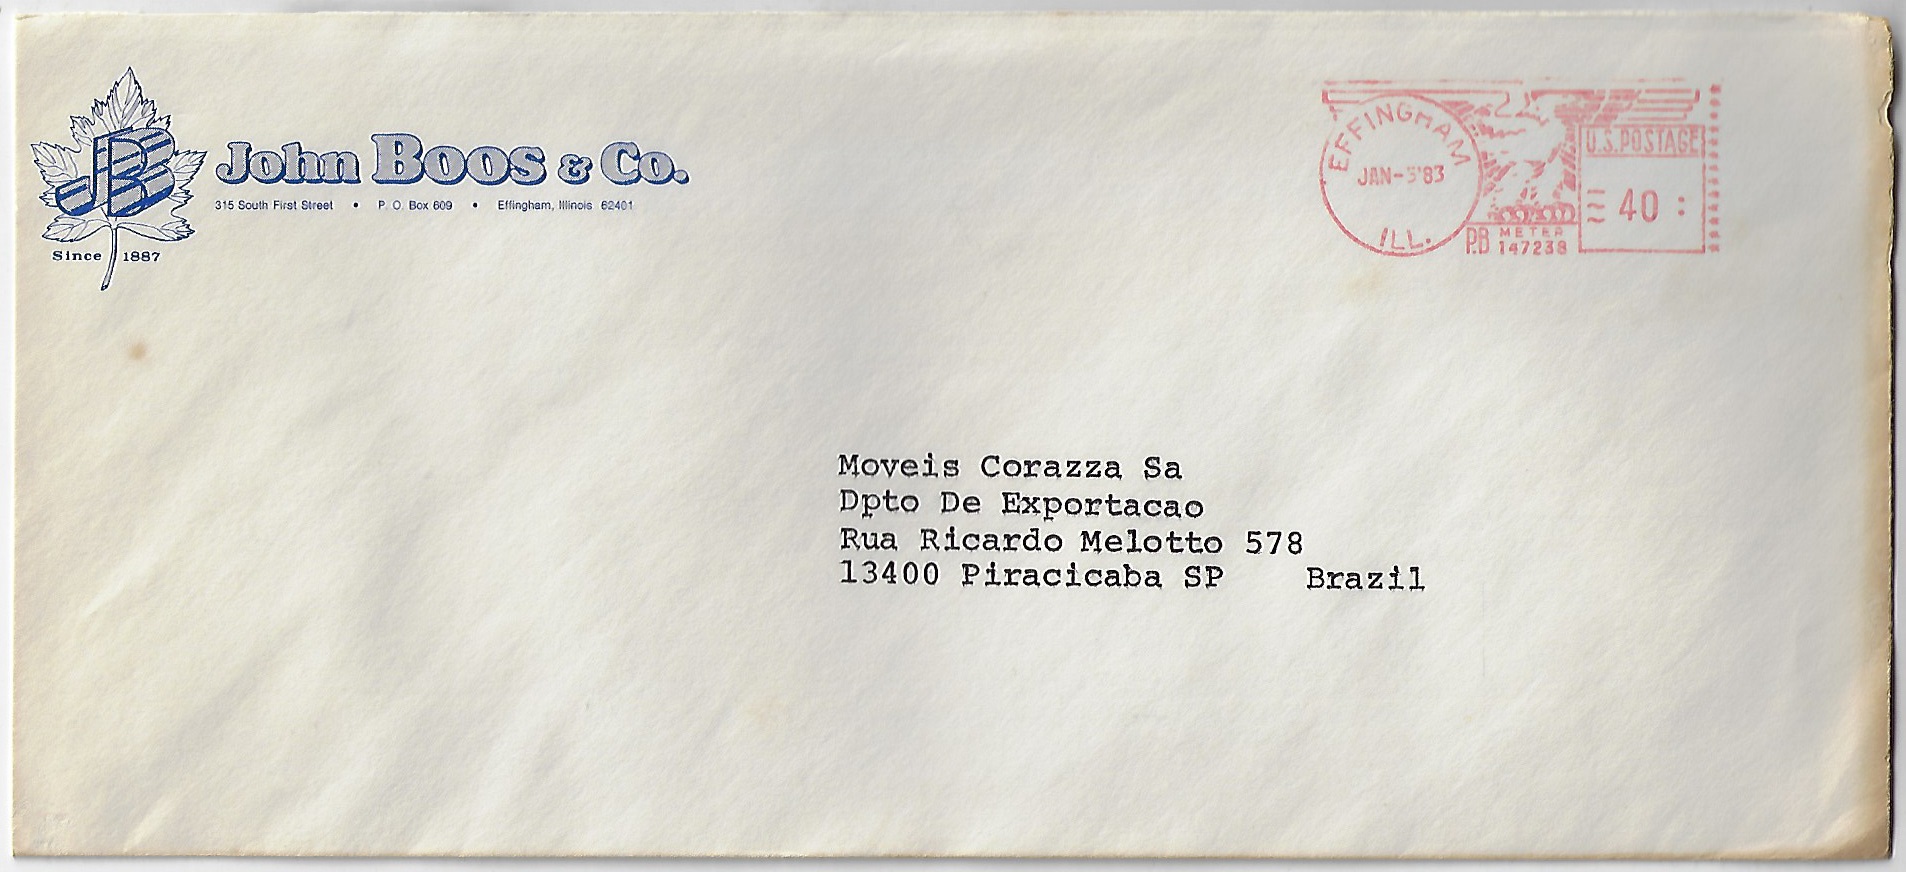 JB
John Boos & Co.
315 South First Street • P. O. Box 609 • Effingham, Illinois 62401
Since 1887
EFFINGHAM
JAN-5'83
ILL.
P.B. METER
147238
U.S. POSTAGE
40
Moveis Corazza Sa
Dpto De Exportacao
Rua Ricardo Melotto 578
13400 Piracicaba SP Brazil